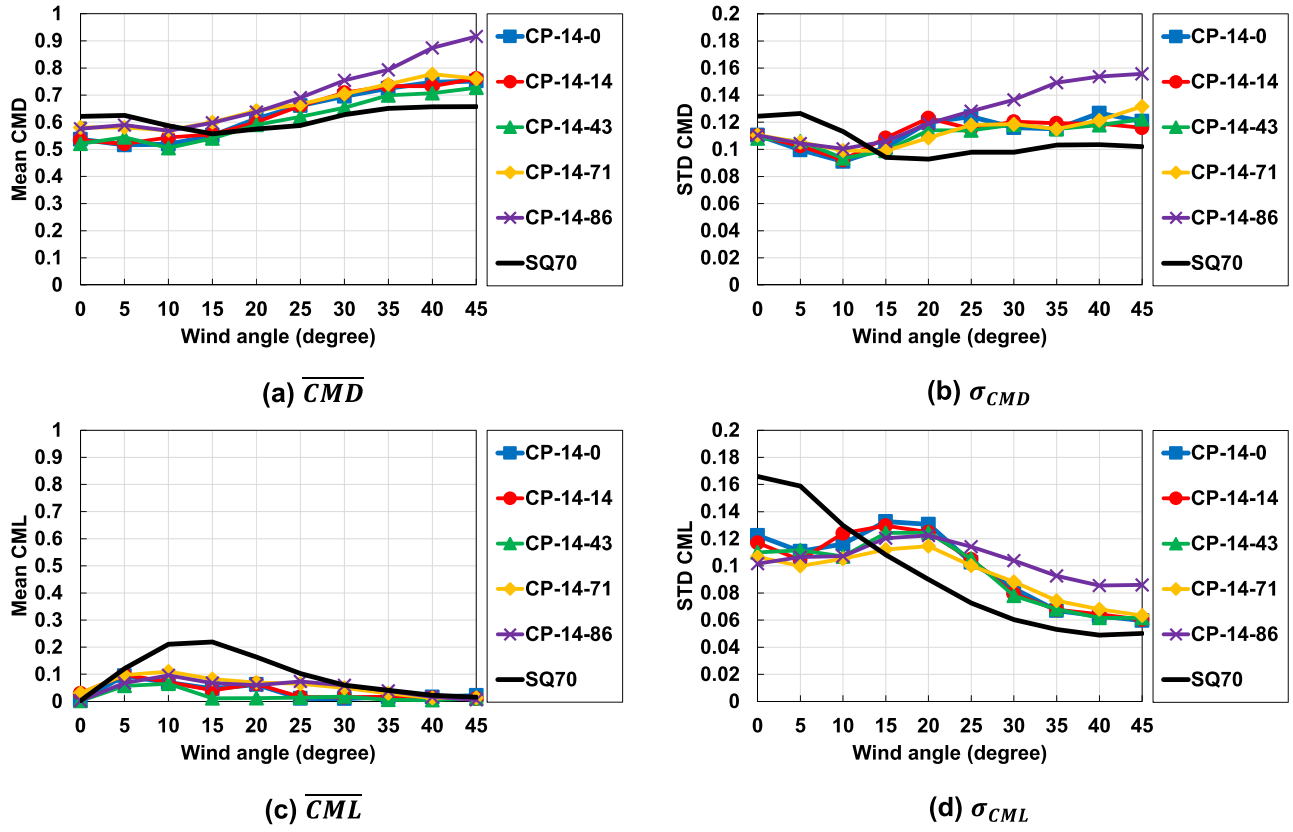 Mean CMD
1
0.9
0.8
0.7
0.6
0.5
0.4
0.3
0.2
0.1
0
0 5 10 15 20 25 30 35 40 45
Wind angle (degree)
CP-14-0
CP-14-14
CP-14-43
CP-14-71
CP-14-86
SQ70
(a) CMD
STD CMD
0.2
0.18
0.16
0.14
0.12
0.1
0.08
0.06
0.04
0.02
0
0 5 10 15 20 25 30 35 40 45
Wind angle (degree)
CP-14-0
CP-14-14
CP-14-43
CP-14-71
CP-14-86
SQ70
(b) σCMD
Mean CML
1
0.9
0.8
0.7
0.6
0.5
0.4
0.3
0.2
0.1
0
0 5 10 15 20 25 30 35 40 45
Wind angle (degree)
CP-14-0
CP-14-14
CP-14-43
CP-14-71
CP-14-86
SQ70
(c) CML
STD CML
0.2
0.18
0.16
0.14
0.12
0.1
0.08
0.06
0.04
0.02
0
0 5 10 15 20 25 30 35 40 45
Wind angle (degree)
CP-14-0
CP-14-14
CP-14-43
CP-14-71
CP-14-86
SQ70
(d) σCML